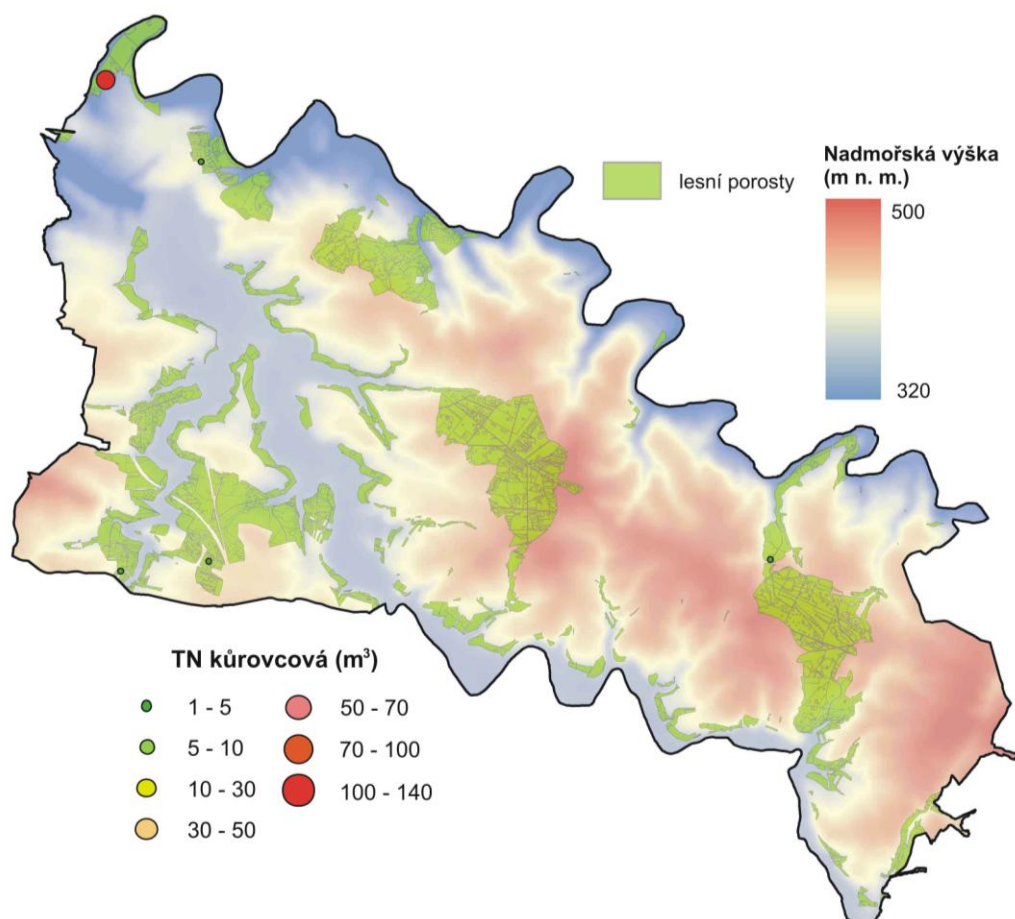 lesní porosty
Nadmořská výška
(m n. m.)
500
320
TN kůrovcová (m³)
1 - 5
5 - 10
10 - 30
30 - 50
50 - 70
70 - 100
100 - 140